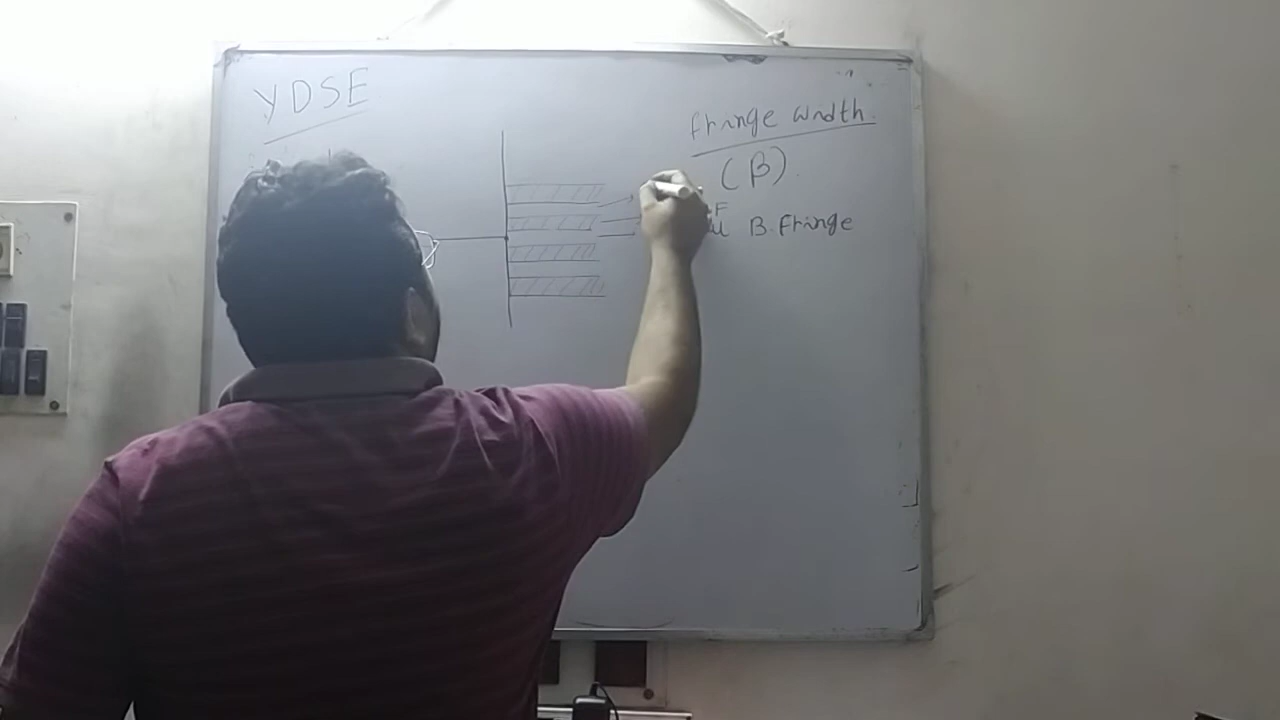 YDSE
fringe width
(β)
F
B. fringe